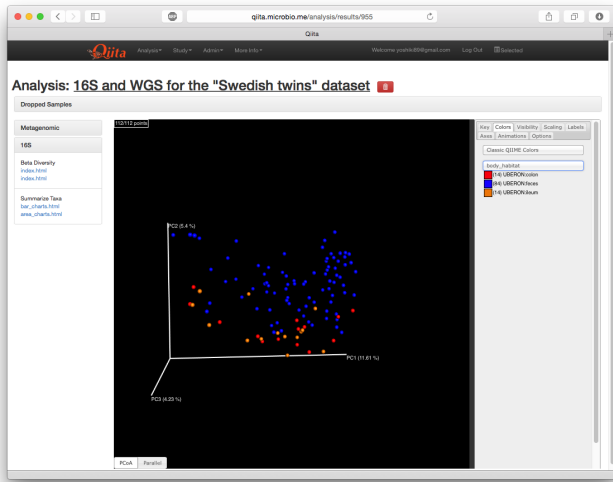 qiita.microbio.me/analysis/results/955
Qiita
Qiita Analysis Study Admin More Info Welcome yoshiki89@gmail.com Log Out Selected
Analysis: 16S and WGS for the "Swedish twins" dataset
Dropped Samples
Metagenomic
16S
Beta Diversity
index.html
index.html
Summarize Taxa
bar_charts.html
area_charts.html
112/112 points
PC2 (5.4 %)
PC1 (11.61 %)
PC3 (4.23 %)
PCoA Parallel
Key Colors Visibility Scaling Labels
Axes Animations Options
Classic QIIME Colors
body_habitat
(14) UBERON:colon
(84) UBERON:feces
(14) UBERON:ileum